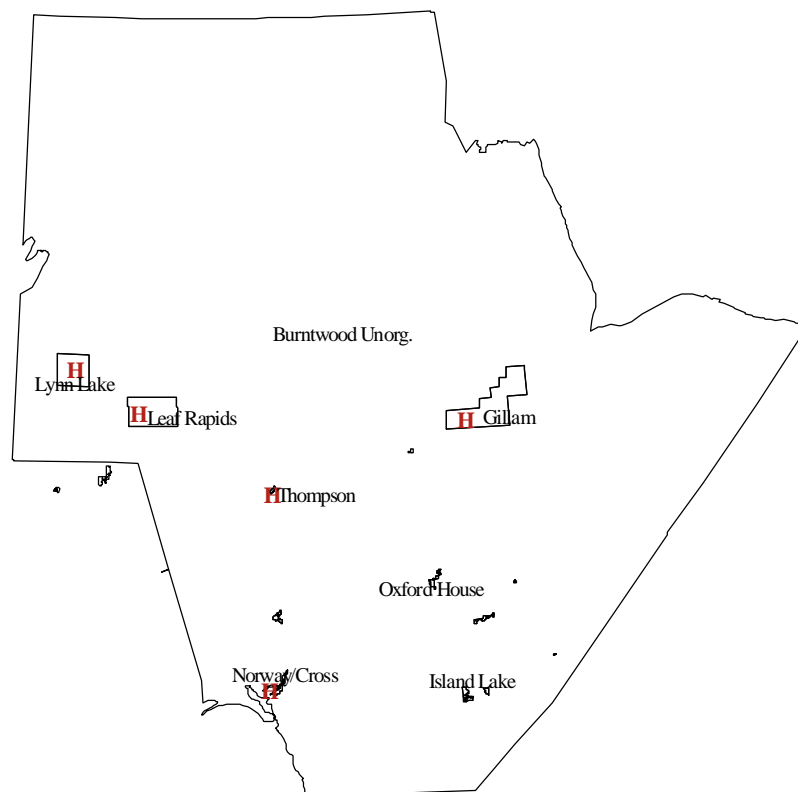 Burntwood Unorg.
H
Lynn Lake
H Leaf Rapids
H Gillam
H Thompson
Oxford House
Norway/Cross
H
Island Lake